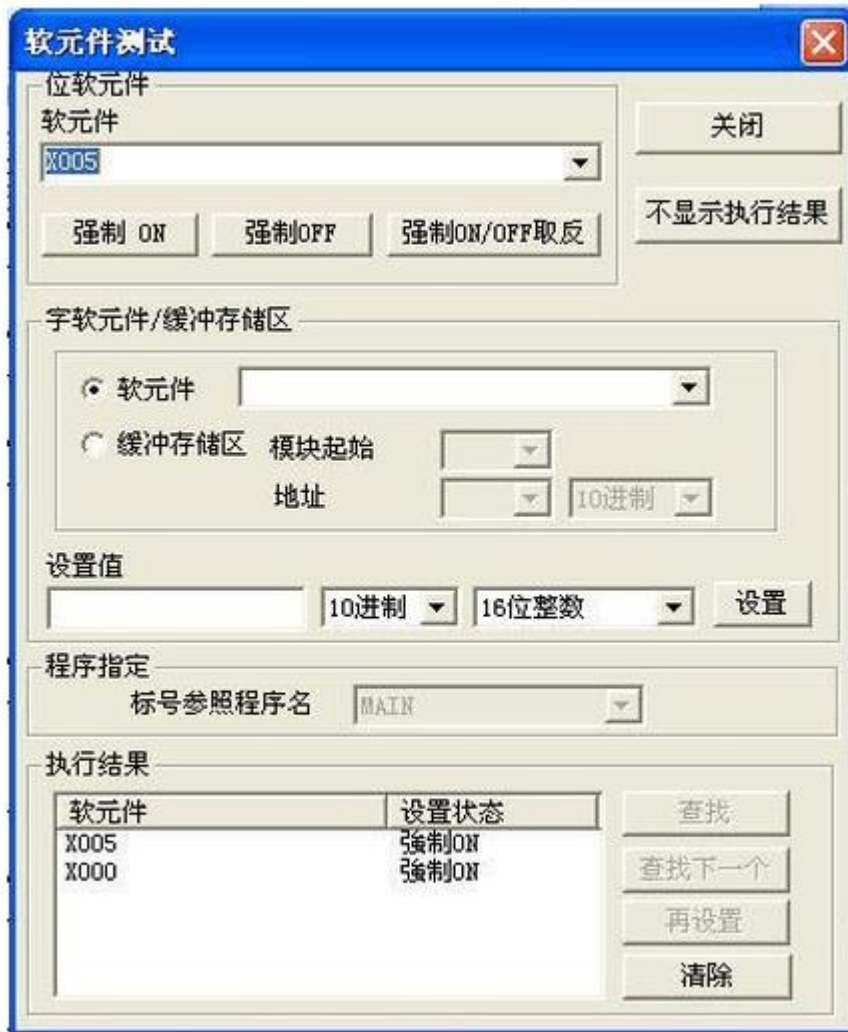 软元件测试
位软元件
软元件
关闭
X005
不显示执行结果
强制 ON 强制OFF 强制ON/OFF取反
字软元件/缓冲存储区
软元件
缓冲存储区 模块起始
地址 10进制
设置值
10进制 16位整数 设置
程序指定
标号参照程序名 MAIN
执行结果
软元件 设置状态 查找
X005 強制ON
X000 強制ON
查找下一个
再设置
清除